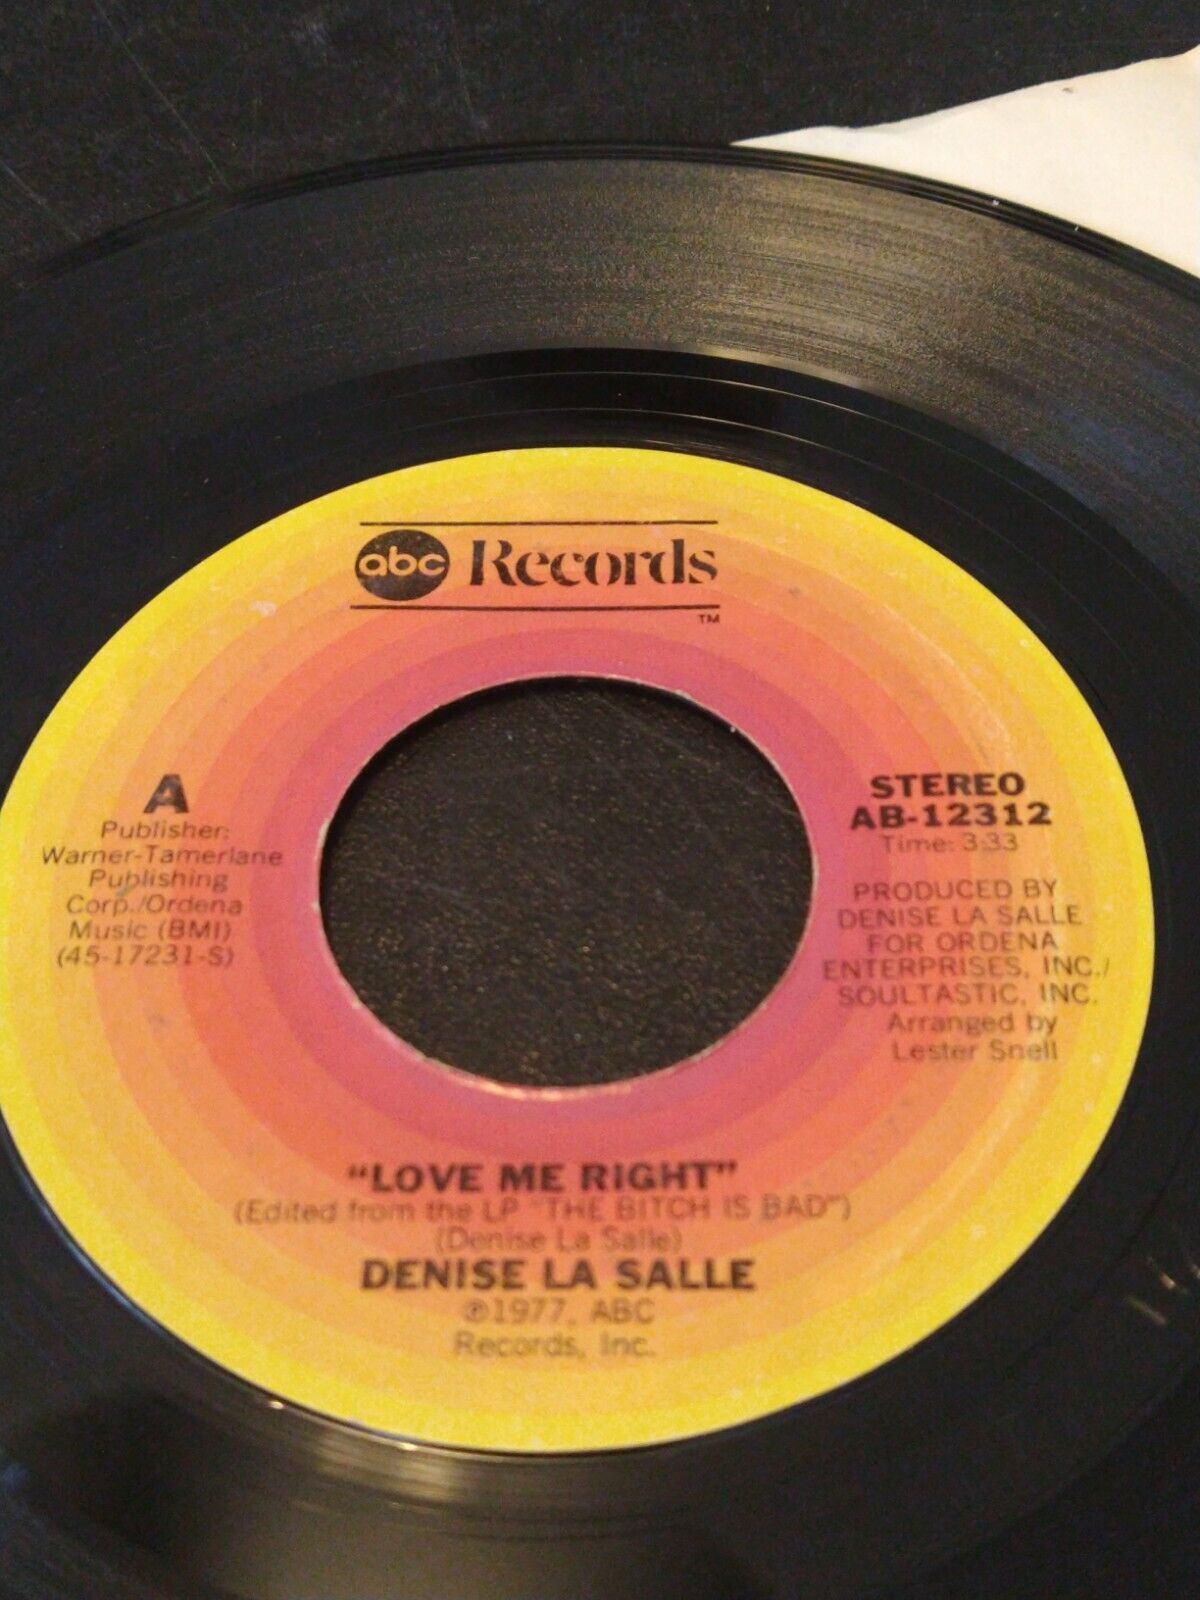 abc Records
TM
A
Publisher:
Warner-Tamerlane
Publishing
Corp./Ordena
Music (BMI)
(45-17231-S)
STEREO
AB-12312
Time: 3:33
PRODUCED BY
DENISE LA SALLE
FOR ORDENA
ENTERPRISES, INC./
SOULTASTIC, INC.
Arranged by
Lester Snell
"LOVE ME RIGHT"
(Edited from the LP "THE BITCH IS BAD")
(Denise La Salle)
DENISE LA SALLE
℗1977, ABC
Records, Inc.